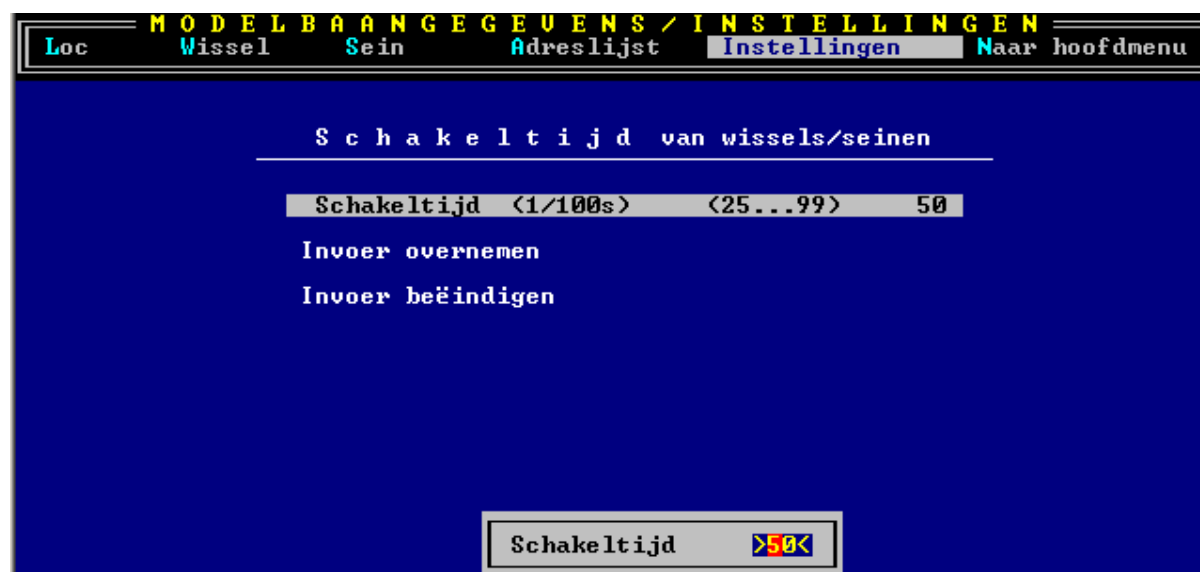 M O D E L B A A N G E G E V E N S / I N S T E L L I N G E N
Loc Wissel Sein Adreslijst Instellingen Naar hoofdmenu
S c h a k e l t i j d van wissels/seinen
Schakeltijd (1/100s) (25...99) 50
Invoer overnemen
Invoer beëindigen
Schakeltijd >50<